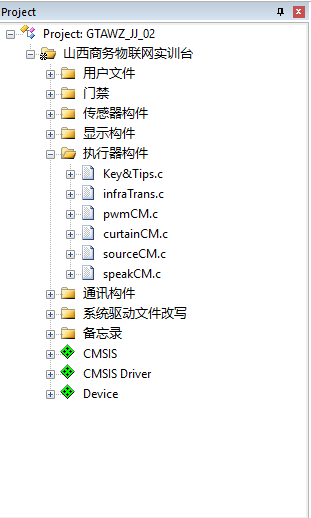 Project
Project: GTAWZ_JJ_02
山西商务物联网实训台
用户文件
门禁
传感器构件
显示构件
执行器构件
Key&Tips.c
infraTrans.c
pwmCM.c
curtainCM.c
sourceCM.c
speakCM.c
通讯构件
系统驱动文件改写
备忘录
CMSIS
CMSIS Driver
Device